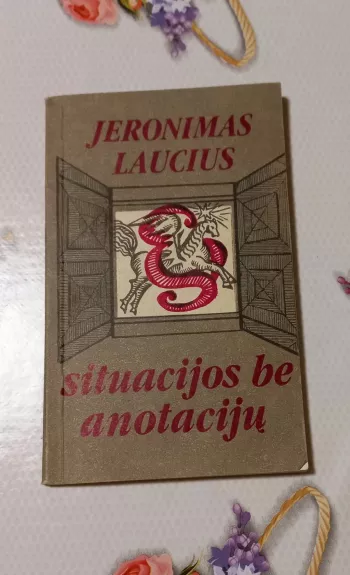 JERONIMAS
LAUCIUS
situacijos be
anotacijų